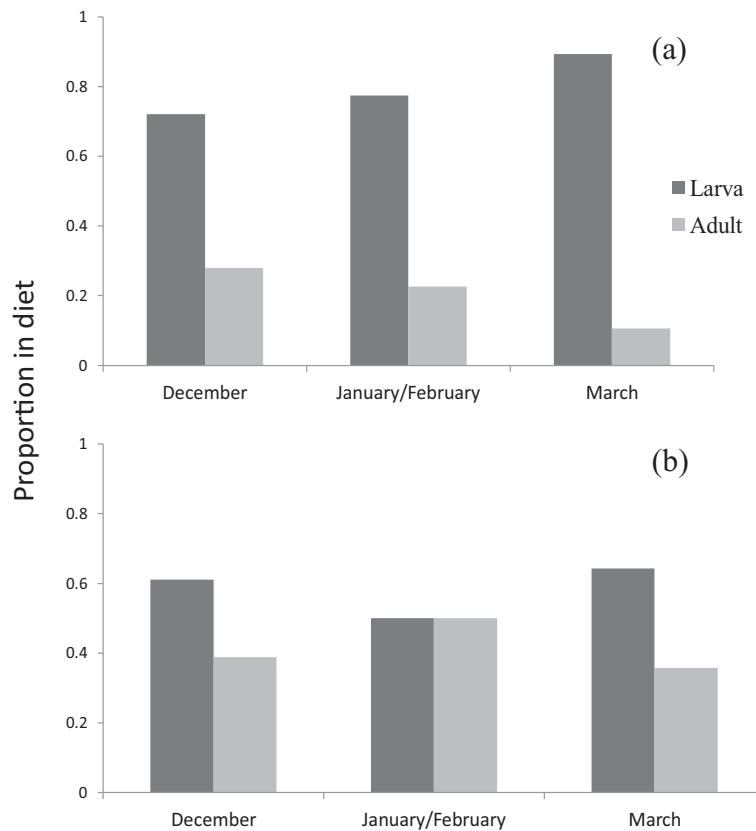 1
(a)
0.8
0.6
0.4
0.2
0
Larva
Adult
December January/February March
Proportion in diet
1
(b)
0.8
0.6
0.4
0.2
0
December January/February March